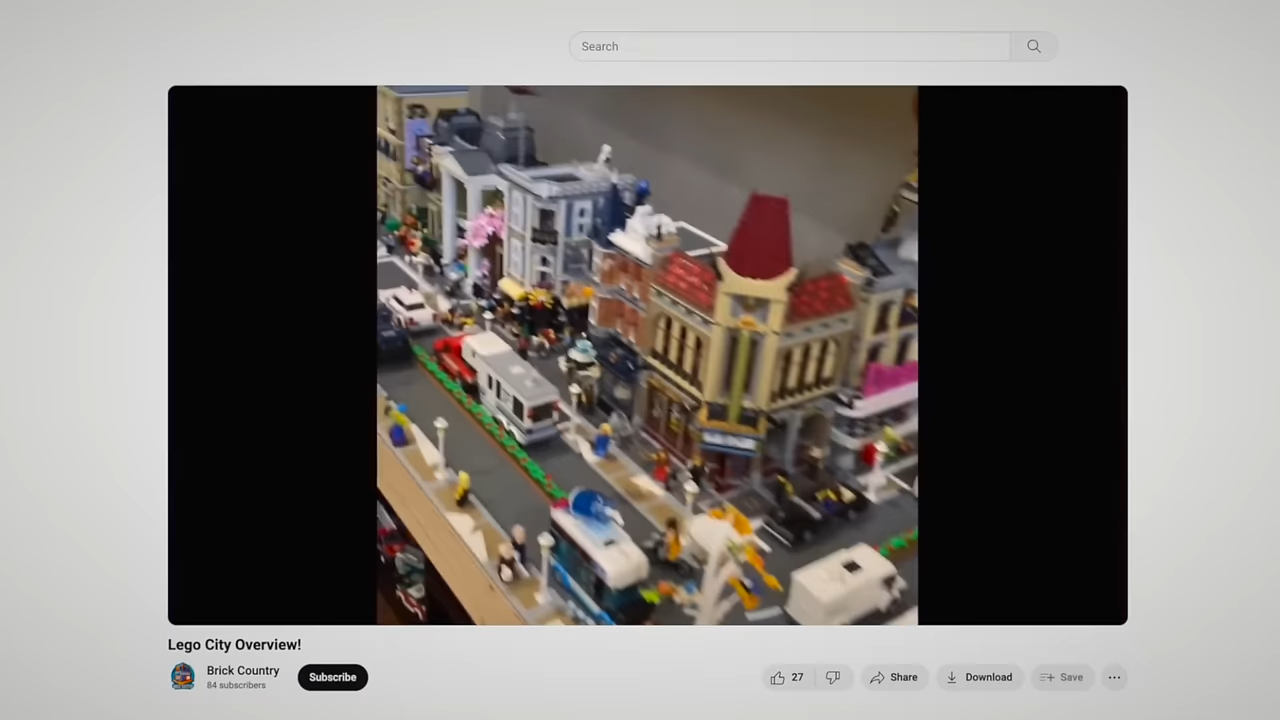 Search
Lego City Overview!
Brick Country
84 subscribers
Subscribe
27
Share
Download
Save